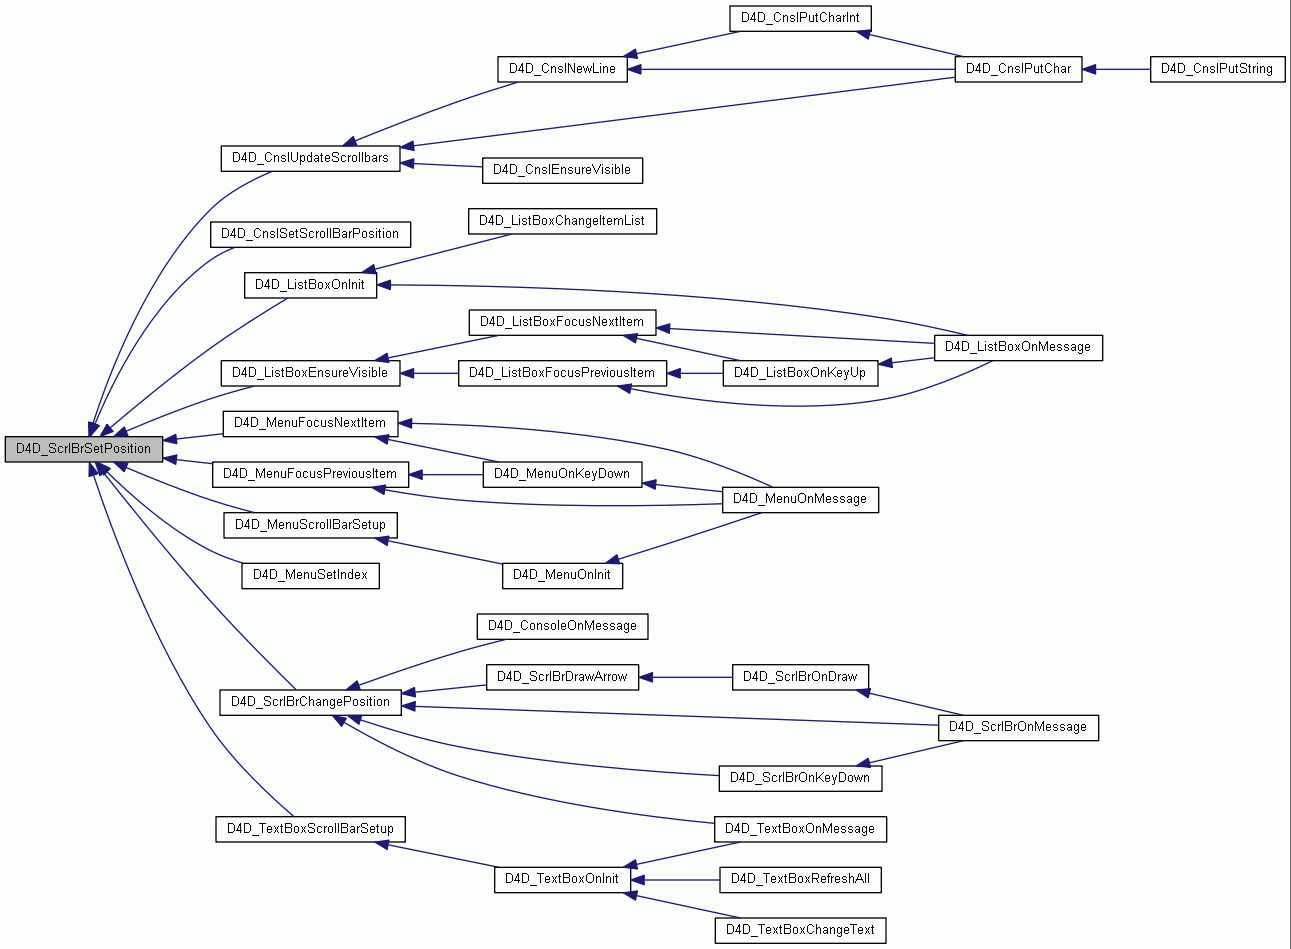 D4D_CnslPutCharInt
D4D_CnslNewLine
D4D_CnslPutChar
D4D_CnslPutString
D4D_CnslUpdateScrollbars
D4D_CnslEnsureVisible
D4D_ListBoxChangeItemList
D4D_CnslSetScrollBarPosition
D4D_ListBoxOnInit
D4D_ListBoxFocusNextItem
D4D_ListBoxOnMessage
D4D_ListBoxEnsureVisible
D4D_ListBoxFocusPreviousItem
D4D_ListBoxOnKeyUp
D4D_MenuFocusNextItem
D4D_ScrlBrSetPosition
D4D_MenuFocusPreviousItem
D4D_MenuOnKeyDown
D4D_MenuOnMessage
D4D_MenuScrollBarSetup
D4D_MenuSetIndex
D4D_MenuOnInit
D4D_ConsoleOnMessage
D4D_ScrlBrDrawArrow
D4D_ScrlBrOnDraw
D4D_ScrlBrChangePosition
D4D_ScrlBrOnMessage
D4D_ScrlBrOnKeyDown
D4D_TextBoxScrollBarSetup
D4D_TextBoxOnMessage
D4D_TextBoxOnInit
D4D_TextBoxRefreshAll
D4D_TextBoxChangeText